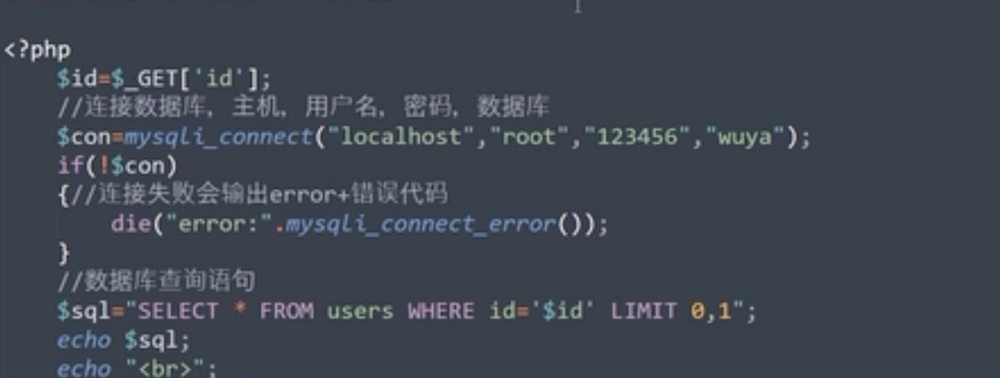 <?php
$id=$_GET['id'];
//连接数据库, 主机, 用户名, 密码, 数据库
$con=mysqli_connect("localhost","root","123456","wuya");
if(!$con)
{//连接失败会输出error+错误代码
die("error:".mysqli_connect_error());
}
//数据库查询语句
$sql="SELECT * FROM users WHERE id='$id' LIMIT 0,1";
echo $sql;
echo "<br>";